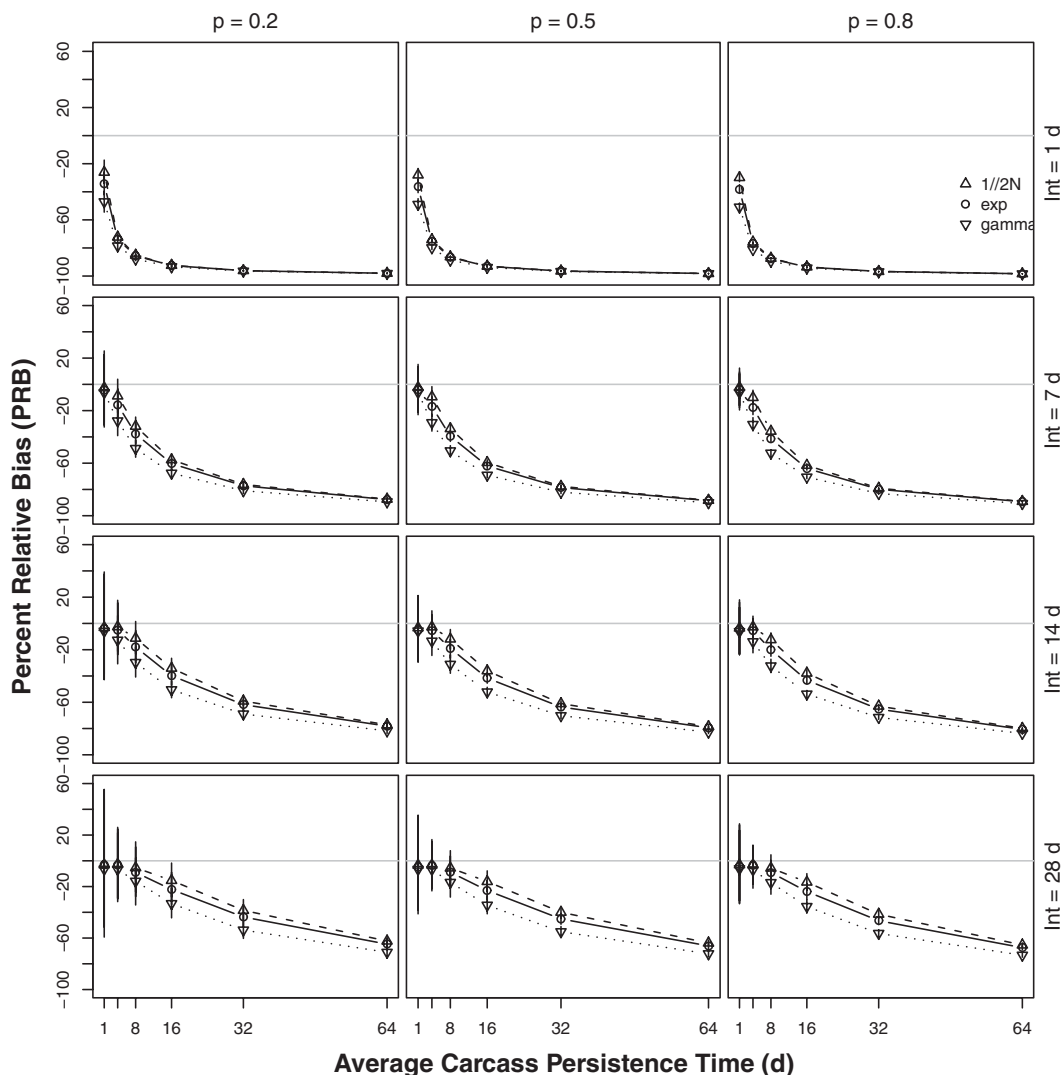 p = 0.2 p = 0.5 p = 0.8
60
20
−20
−60
−100
Int = 1 d
1//2N
exp
gamma
60
20
−20
−60
−100
Int = 7 d
60
20
−20
−60
−100
Int = 14 d
60
20
−20
−60
−100
Int = 28 d
Percent Relative Bias (PRB)
1 8 16 32 64 1 8 16 32 64 1 8 16 32 64
Average Carcass Persistence Time (d)